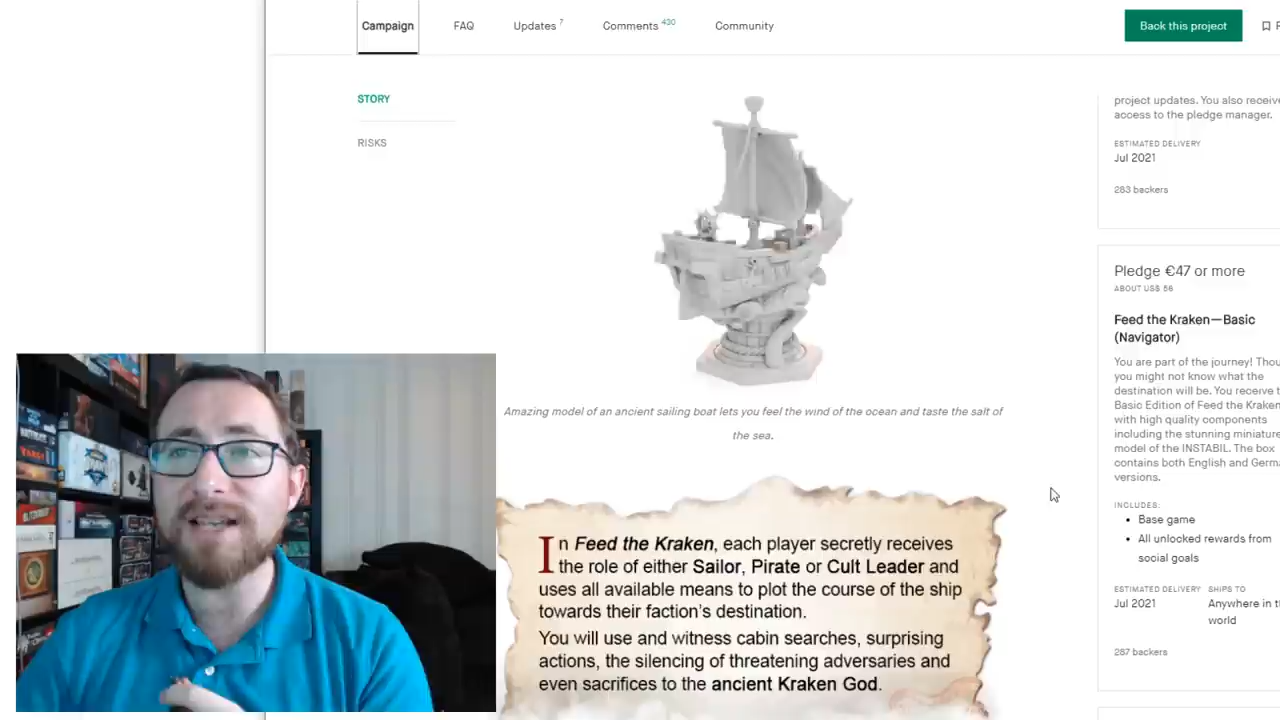 Campaign
FAQ
Updates 7
Comments 430
Community
Back this project
STORY
RISKS
Amazing model of an ancient sailing boat lets you feel the wind of the ocean and taste the salt of
the sea.
In Feed the Kraken, each player secretly receives
the role of either Sailor, Pirate or Cult Leader and
uses all available means to plot the course of the ship
towards their faction's destination.
You will use and witness cabin searches, surprising
actions, the silencing of threatening adversaries and
even sacrifices to the ancient Kraken God.
project updates. You also receive
access to the pledge manager.
ESTIMATED DELIVERY
Jul 2021
283 backers
Pledge €47 or more
ABOUT US$ 56
Feed the Kraken—Basic
(Navigator)
You are part of the journey! Thou
you might not know what the
destination will be. You receive t
Basic Edition of Feed the Kraken
with high quality components
including the stunning miniature
model of the INSTABIL. The box
contains both English and Germa
versions.
INCLUDES:
• Base game
• All unlocked rewards from
social goals
ESTIMATED DELIVERY SHIPS TO
Jul 2021 Anywhere in th
world
287 backers